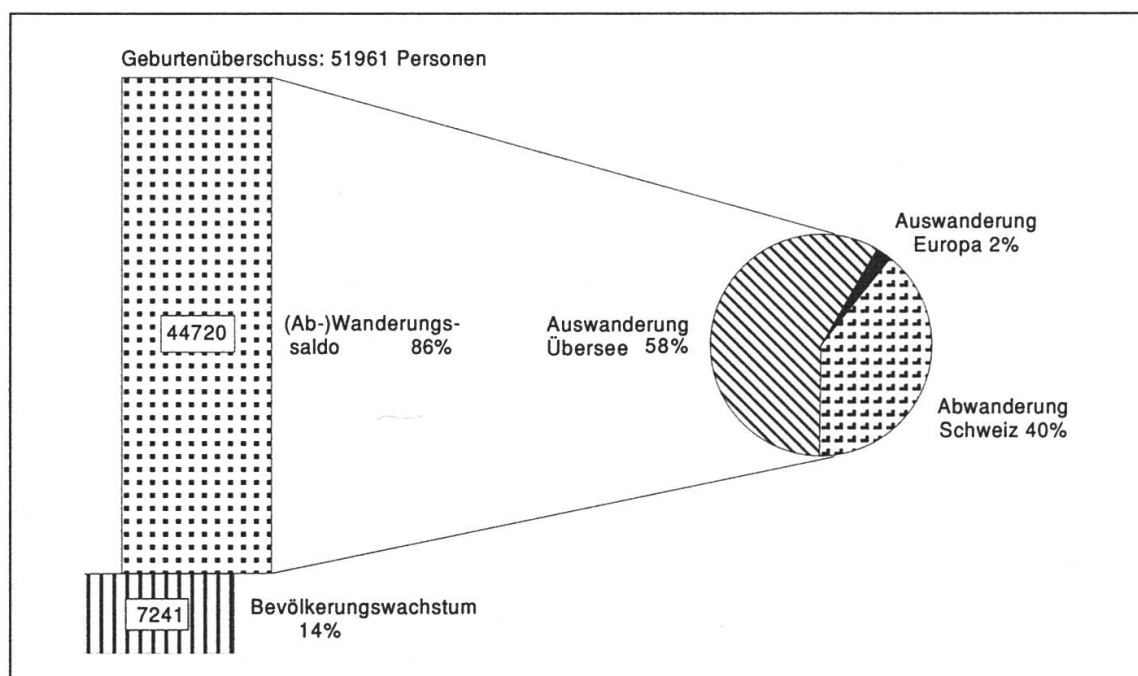 Geburtenüberschuss: 51961 Personen
44720
(Ab-)Wanderungs-
saldo 86%
Auswanderung
Europa 2%
Auswanderung
Übersee 58%
Abwanderung
Schweiz 40%
7241
Bevölkerungswachstum
14%